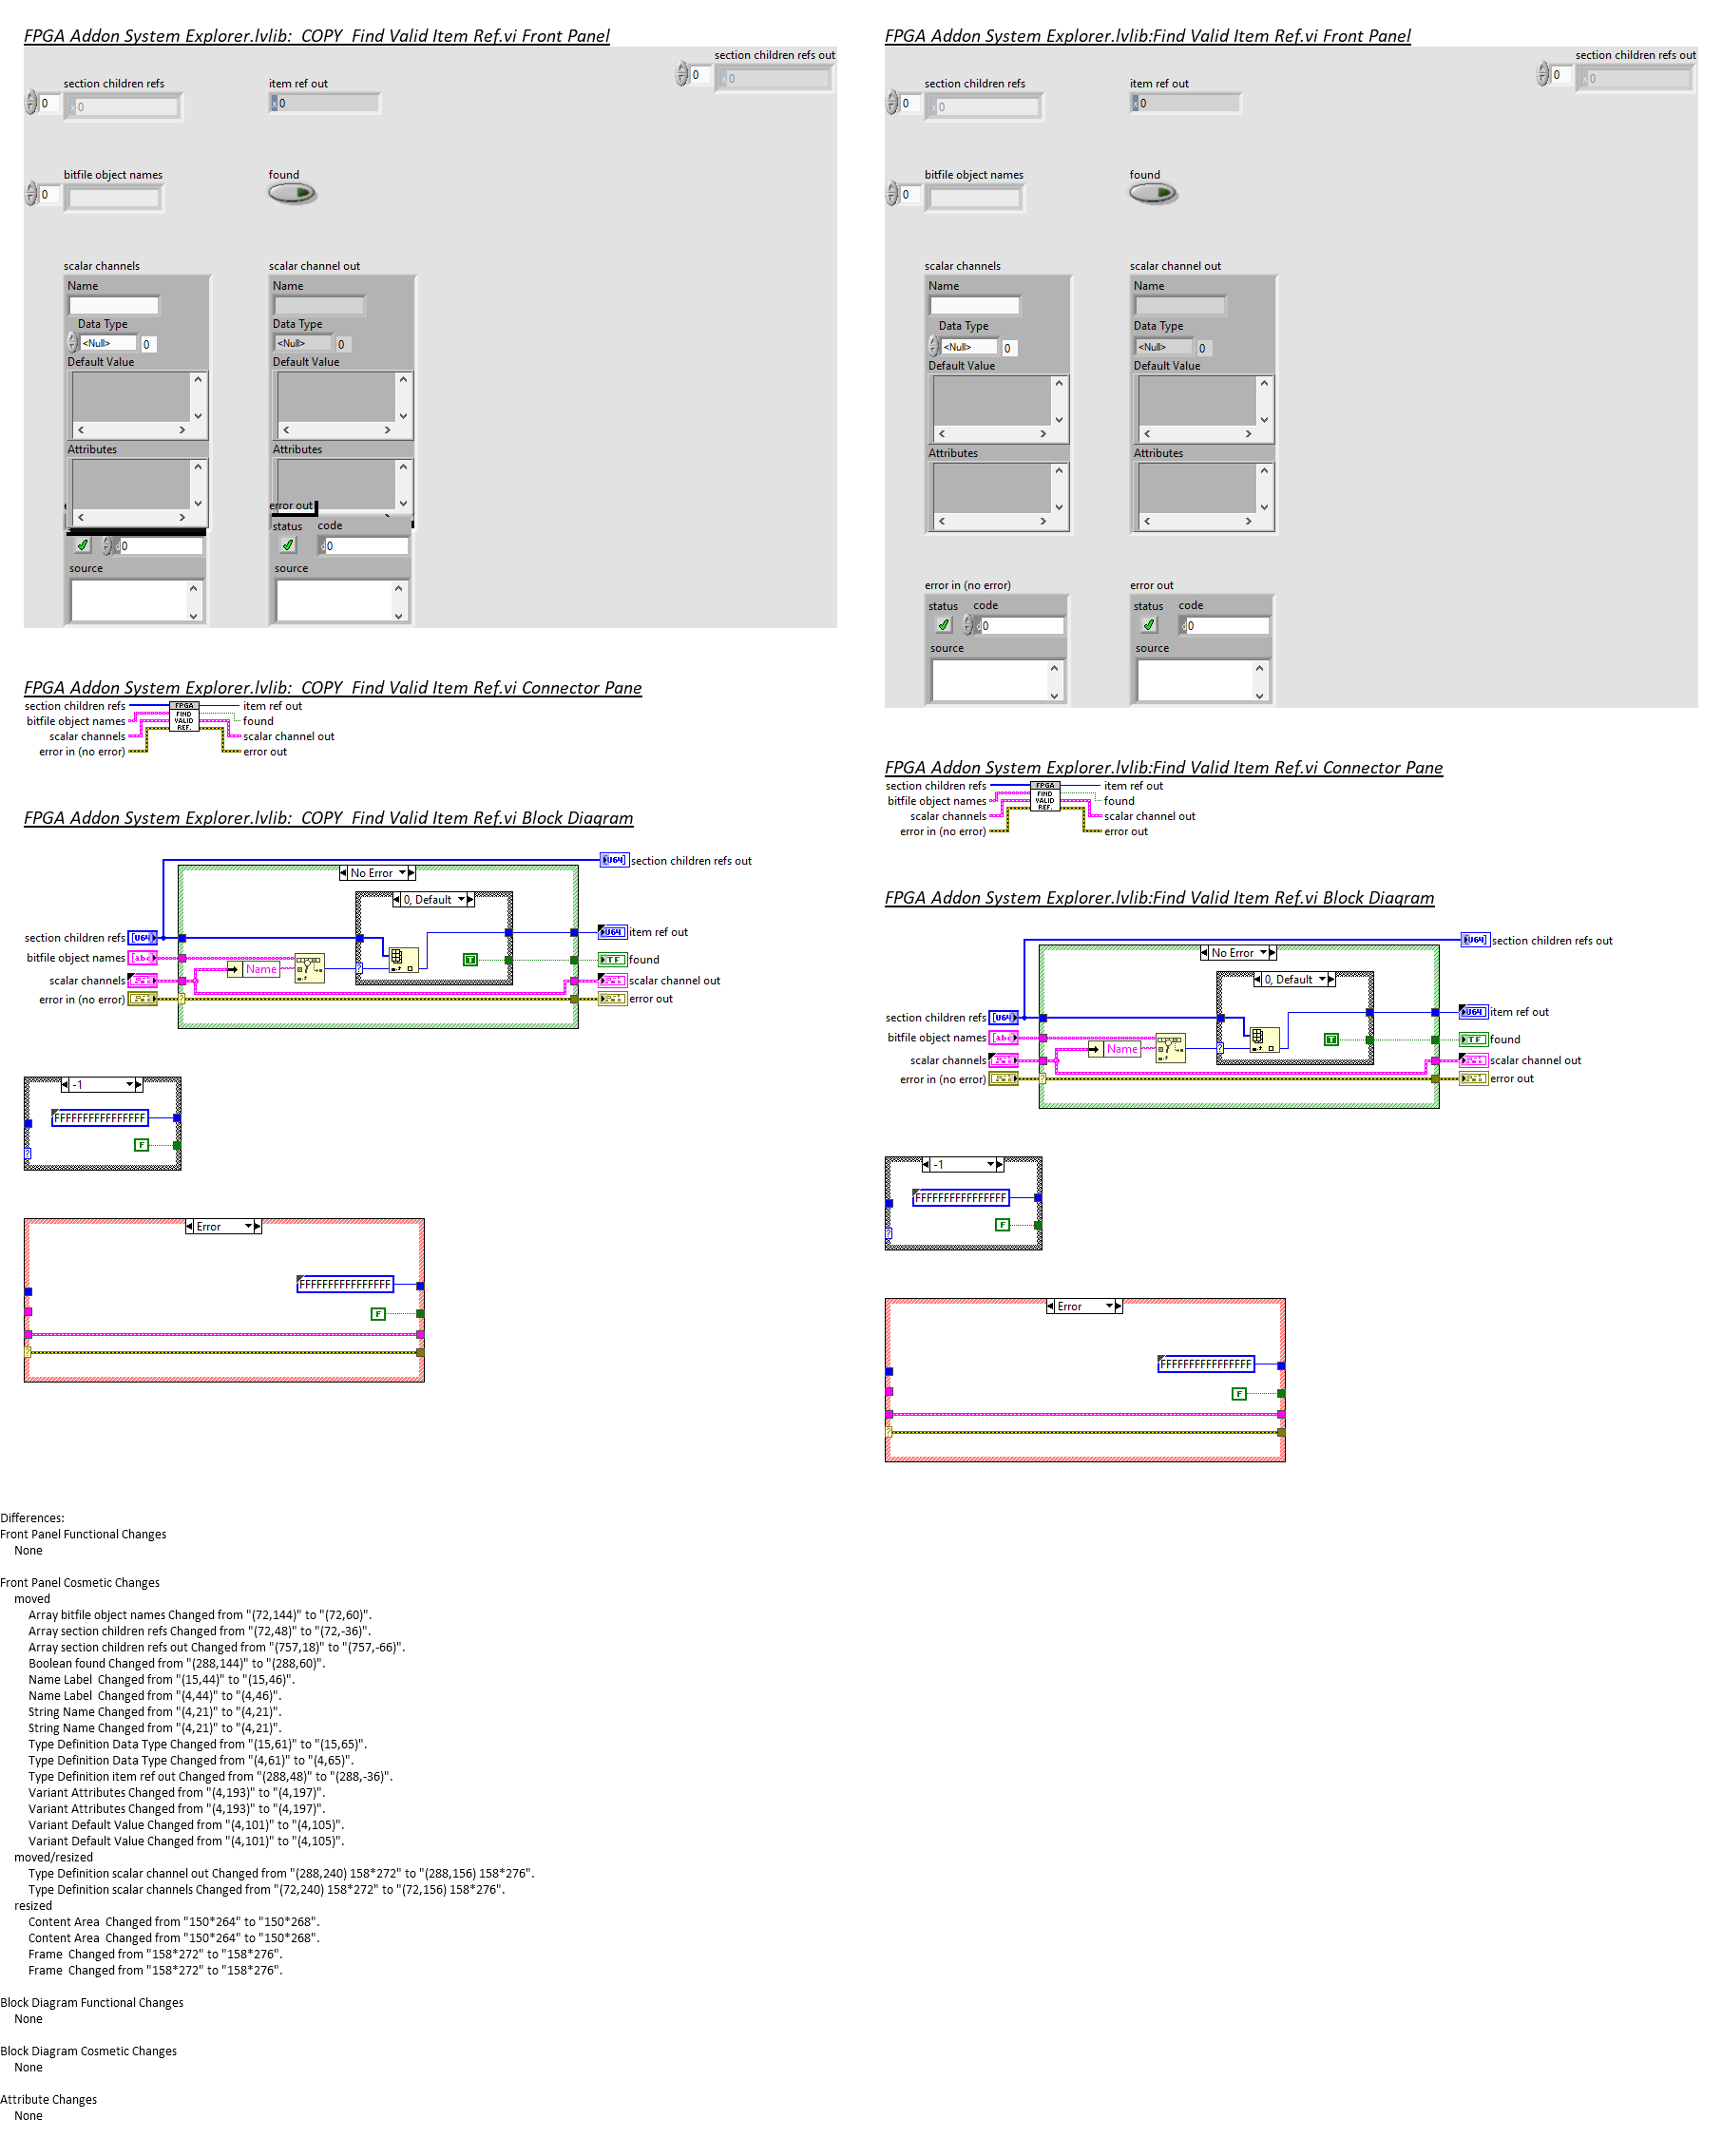 FPGA Addon System Explorer.lvlib:_COPY_Find Valid Item Ref.vi Front Panel
section children refs out
0
x0
section children refs
item ref out
0
x0
x0
bitfile object names
found
0
scalar channels
scalar channel out
Name
Name
Data Type
Data Type
<Null>
0
<Null>
0
Default Value
Default Value
Attributes
Attributes
error out
status
code
d0
d0
source
source
FPGA Addon System Explorer.lvlib:_COPY_Find Valid Item Ref.vi Connector Pane
section children refs
FPGA
item ref out
bitfile object names
FIND
found
scalar channels
VALID
scalar channel out
REF.
error in (no error)
error out
FPGA Addon System Explorer.lvlib:_COPY_Find Valid Item Ref.vi Block Diagram
[U64]
section children refs out
No Error
0, Default
section children refs
[U64]
U64
item ref out
bitfile object names
[abc]
Name
T
TF
found
scalar channels
scalar channel out
error in (no error)
?
?
error out
-1
FFFFFFFFFFFFFFFF
F
?
Error
FFFFFFFFFFFFFFFF
F
?
FPGA Addon System Explorer.lvlib:Find Valid Item Ref.vi Front Panel
section children refs out
0
x0
section children refs
item ref out
0
x0
x0
bitfile object names
found
0
scalar channels
scalar channel out
Name
Name
Data Type
Data Type
<Null>
0
<Null>
0
Default Value
Default Value
Attributes
Attributes
error in (no error)
error out
status
code
status
code
d0
d0
source
source
FPGA Addon System Explorer.lvlib:Find Valid Item Ref.vi Connector Pane
section children refs
FPGA
item ref out
bitfile object names
FIND
found
scalar channels
VALID
scalar channel out
REF.
error in (no error)
error out
FPGA Addon System Explorer.lvlib:Find Valid Item Ref.vi Block Diagram
[U64]
section children refs out
No Error
0, Default
section children refs
[U64]
U64
item ref out
bitfile object names
[abc]
Name
T
TF
found
scalar channels
scalar channel out
error in (no error)
?
?
error out
-1
FFFFFFFFFFFFFFFF
F
?
Error
FFFFFFFFFFFFFFFF
F
?
Differences:
Front Panel Functional Changes
None
Front Panel Cosmetic Changes
moved
Array bitfile object names Changed from "(72,144)" to "(72,60)".
Array section children refs Changed from "(72,48)" to "(72,-36)".
Array section children refs out Changed from "(757,18)" to "(757,-66)".
Boolean found Changed from "(288,144)" to "(288,60)".
Name Label  Changed from "(15,44)" to "(15,46)".
Name Label  Changed from "(4,44)" to "(4,46)".
String Name Changed from "(4,21)" to "(4,21)".
String Name Changed from "(4,21)" to "(4,21)".
Type Definition Data Type Changed from "(15,61)" to "(15,65)".
Type Definition Data Type Changed from "(4,61)" to "(4,65)".
Type Definition item ref out Changed from "(288,48)" to "(288,-36)".
Variant Attributes Changed from "(4,193)" to "(4,197)".
Variant Attributes Changed from "(4,193)" to "(4,197)".
Variant Default Value Changed from "(4,101)" to "(4,105)".
Variant Default Value Changed from "(4,101)" to "(4,105)".
moved/resized
Type Definition scalar channel out Changed from "(288,240) 158*272" to "(288,156) 158*276".
Type Definition scalar channels Changed from "(72,240) 158*272" to "(72,156) 158*276".
resized
Content Area  Changed from "150*264" to "150*268".
Content Area  Changed from "150*264" to "150*268".
Frame  Changed from "158*272" to "158*276".
Frame  Changed from "158*272" to "158*276".
Block Diagram Functional Changes
None
Block Diagram Cosmetic Changes
None
Attribute Changes
None